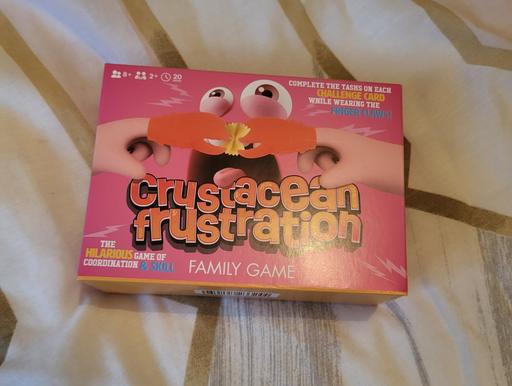 8+ 2+ 20
COMPLETE THE TASKS ON EACH
CHALLENGE CARD
WHILE WEARING THE
FINGER CLAWS!
Crustacean
frustration
THE
HILARIOUS GAME OF
COORDINATION & SKILL
FAMILY GAME